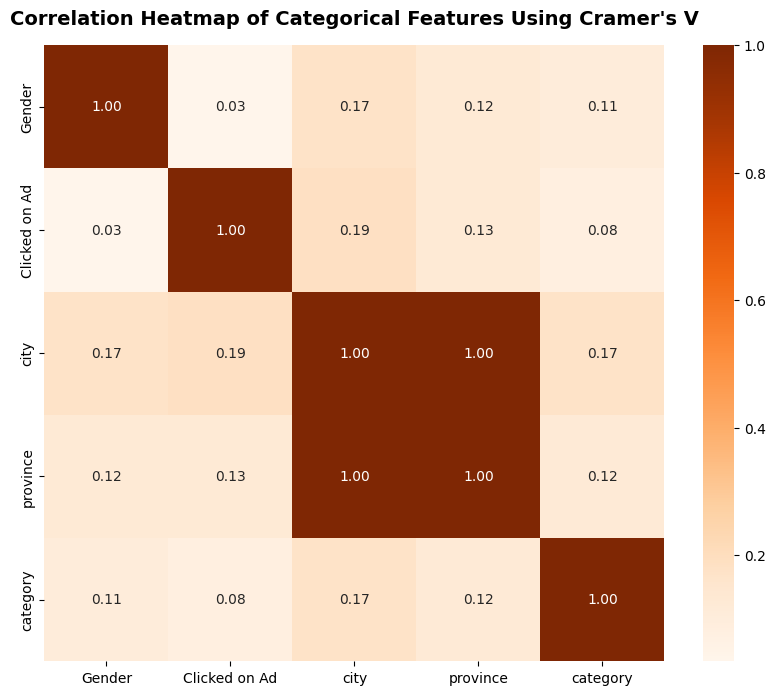 Correlation Heatmap of Categorical Features Using Cramer's V
Gender 1.00 0.03 0.17 0.12 0.11
Clicked on Ad 0.03 1.00 0.19 0.13 0.08
city 0.17 0.19 1.00 1.00 0.17
province 0.12 0.13 1.00 1.00 0.12
category 0.11 0.08 0.17 0.12 1.00
Gender Clicked on Ad city province category
1.0
0.8
0.6
0.4
0.2